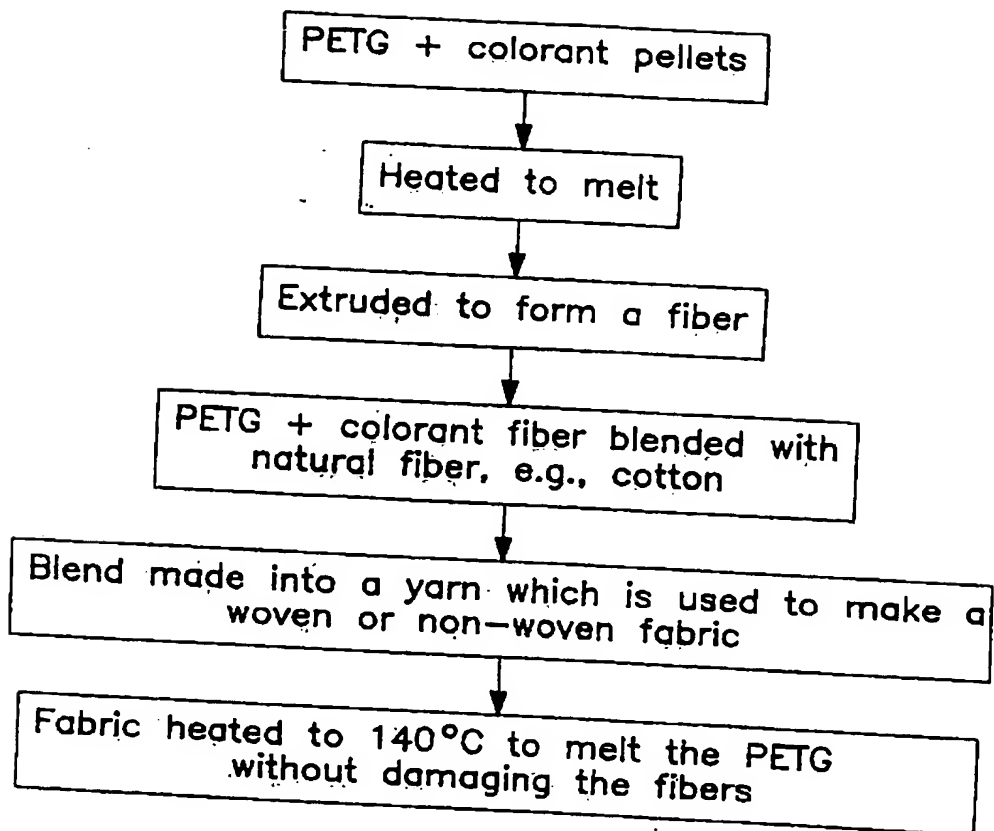 PETG + colorant pellets
Heated to melt
Extruded to form a fiber
PETG + colorant fiber blended with
natural fiber, e.g., cotton
Blend made into a yarn which is used to make a
woven or non-woven fabric
Fabric heated to 140°C to melt the PETG
without damaging the fibers